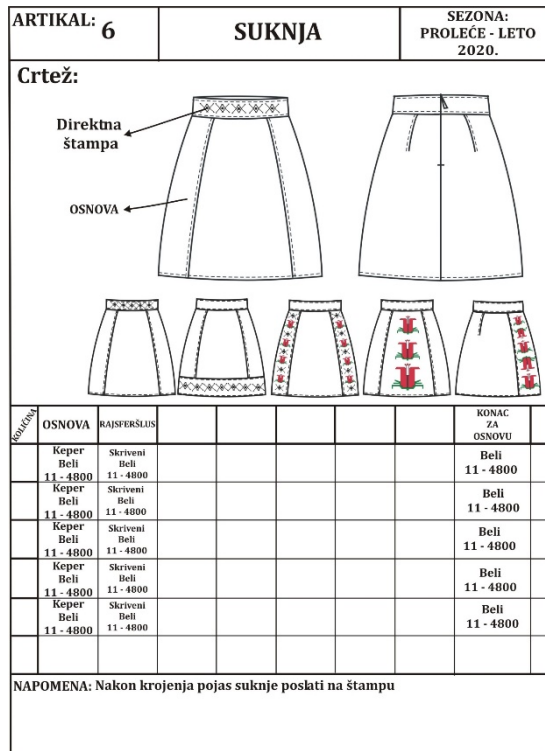 ARTIKAL: 6
SUKNJA
SEZONA:
PROLEĆE - LETO
2020.
Crtež:
Direktna
štampa
OSNOVA
KOLIČINA
OSNOVA
RAJSFERŠLUS
KONAC
ZA
OSNOVU
Keper
Beli
11 - 4800
Skriveni
Beli
11 - 4800
Beli
11 - 4800
Keper
Beli
11 - 4800
Skriveni
Beli
11 - 4800
Beli
11 - 4800
Keper
Beli
11 - 4800
Skriveni
Beli
11 - 4800
Beli
11 - 4800
Keper
Beli
11 - 4800
Skriveni
Beli
11 - 4800
Beli
11 - 4800
Keper
Beli
11 - 4800
Skriveni
Beli
11 - 4800
Beli
11 - 4800
NAPOMENA: Nakon krojenja pojas suknje poslati na štampu